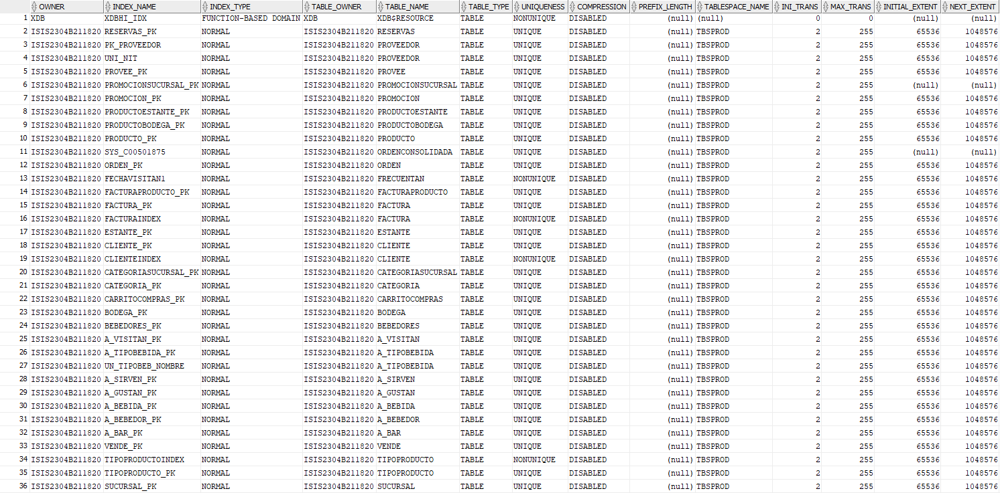 OWNER INDEX_NAME INDEX_TYPE TABLE_OWNER TABLE_NAME TABLE_TYPE UNIQUENESS COMPRESSION PREFIX_LENGTH TABLESPACE_NAME INI_TRANS MAX_TRANS INITIAL_EXTENT NEXT_EXTENT
1 XDB XDBHI_IDX FUNCTION-BASED DOMAIN XDB XDB$RESOURCE TABLE NONUNIQUE DISABLED (null) (null) 0 0 (null) (null)
2 ISIS2304B211820 RESERVAS_PK NORMAL ISIS2304B211820 RESERVAS TABLE UNIQUE DISABLED (null) TBSPROD 2 255 65536 1048576
3 ISIS2304B211820 PK_PROVEEDOR NORMAL ISIS2304B211820 PROVEEDOR TABLE UNIQUE DISABLED (null) TBSPROD 2 255 65536 1048576
4 ISIS2304B211820 UNI_NIT NORMAL ISIS2304B211820 PROVEEDOR TABLE UNIQUE DISABLED (null) TBSPROD 2 255 65536 1048576
5 ISIS2304B211820 PROVEE_PK NORMAL ISIS2304B211820 PROVEE TABLE UNIQUE DISABLED (null) TBSPROD 2 255 65536 1048576
6 ISIS2304B211820 PROMOCIONSUCURSAL_PK NORMAL ISIS2304B211820 PROMOCIONSUCURSAL TABLE UNIQUE DISABLED (null) TBSPROD 2 255 (null) (null)
7 ISIS2304B211820 PROMOCION_PK NORMAL ISIS2304B211820 PROMOCION TABLE UNIQUE DISABLED (null) TBSPROD 2 255 65536 1048576
8 ISIS2304B211820 PRODUCTOESTANTE_PK NORMAL ISIS2304B211820 PRODUCTOESTANTE TABLE UNIQUE DISABLED (null) TBSPROD 2 255 65536 1048576
9 ISIS2304B211820 PRODUCTOBODEGA_PK NORMAL ISIS2304B211820 PRODUCTOBODEGA TABLE UNIQUE DISABLED (null) TBSPROD 2 255 65536 1048576
10 ISIS2304B211820 PRODUCTO_PK NORMAL ISIS2304B211820 PRODUCTO TABLE UNIQUE DISABLED (null) TBSPROD 2 255 65536 1048576
11 ISIS2304B211820 SYS_C00501875 NORMAL ISIS2304B211820 ORDENCONSOLIDADA TABLE UNIQUE DISABLED (null) TBSPROD 2 255 (null) (null)
12 ISIS2304B211820 ORDEN_PK NORMAL ISIS2304B211820 ORDEN TABLE UNIQUE DISABLED (null) TBSPROD 2 255 65536 1048576
13 ISIS2304B211820 FECHAVISITAN1 NORMAL ISIS2304B211820 FRECUENTAN TABLE NONUNIQUE DISABLED (null) TBSPROD 2 255 65536 1048576
14 ISIS2304B211820 FACTURAPRODUCTO_PK NORMAL ISIS2304B211820 FACTURAPRODUCTO TABLE UNIQUE DISABLED (null) TBSPROD 2 255 65536 1048576
15 ISIS2304B211820 FACTURA_PK NORMAL ISIS2304B211820 FACTURA TABLE UNIQUE DISABLED (null) TBSPROD 2 255 65536 1048576
16 ISIS2304B211820 FACTURAINDEX NORMAL ISIS2304B211820 FACTURA TABLE NONUNIQUE DISABLED (null) TBSPROD 2 255 65536 1048576
17 ISIS2304B211820 ESTANTE_PK NORMAL ISIS2304B211820 ESTANTE TABLE UNIQUE DISABLED (null) TBSPROD 2 255 65536 1048576
18 ISIS2304B211820 CLIENTE_PK NORMAL ISIS2304B211820 CLIENTE TABLE UNIQUE DISABLED (null) TBSPROD 2 255 65536 1048576
19 ISIS2304B211820 CLIENTEINDEX NORMAL ISIS2304B211820 CLIENTE TABLE NONUNIQUE DISABLED (null) TBSPROD 2 255 65536 1048576
20 ISIS2304B211820 CATEGORIASUCURSAL_PK NORMAL ISIS2304B211820 CATEGORIASUCURSAL TABLE UNIQUE DISABLED (null) TBSPROD 2 255 65536 1048576
21 ISIS2304B211820 CATEGORIA_PK NORMAL ISIS2304B211820 CATEGORIA TABLE UNIQUE DISABLED (null) TBSPROD 2 255 65536 1048576
22 ISIS2304B211820 CARRITOCOMPRAS_PK NORMAL ISIS2304B211820 CARRITOCOMPRAS TABLE UNIQUE DISABLED (null) TBSPROD 2 255 65536 1048576
23 ISIS2304B211820 BODEGA_PK NORMAL ISIS2304B211820 BODEGA TABLE UNIQUE DISABLED (null) TBSPROD 2 255 65536 1048576
24 ISIS2304B211820 BEBEDORES_PK NORMAL ISIS2304B211820 BEBEDORES TABLE UNIQUE DISABLED (null) TBSPROD 2 255 65536 1048576
25 ISIS2304B211820 A_VISITAN_PK NORMAL ISIS2304B211820 A_VISITAN TABLE UNIQUE DISABLED (null) TBSPROD 2 255 65536 1048576
26 ISIS2304B211820 A_TIPOBEBIDA_PK NORMAL ISIS2304B211820 A_TIPOBEBIDA TABLE UNIQUE DISABLED (null) TBSPROD 2 255 65536 1048576
27 ISIS2304B211820 UN_TIPOBEB_NOMBRE NORMAL ISIS2304B211820 A_TIPOBEBIDA TABLE UNIQUE DISABLED (null) TBSPROD 2 255 65536 1048576
28 ISIS2304B211820 A_SIRVEN_PK NORMAL ISIS2304B211820 A_SIRVEN TABLE UNIQUE DISABLED (null) TBSPROD 2 255 65536 1048576
29 ISIS2304B211820 A_GUSTAN_PK NORMAL ISIS2304B211820 A_GUSTAN TABLE UNIQUE DISABLED (null) TBSPROD 2 255 65536 1048576
30 ISIS2304B211820 A_BEBIDA_PK NORMAL ISIS2304B211820 A_BEBIDA TABLE UNIQUE DISABLED (null) TBSPROD 2 255 65536 1048576
31 ISIS2304B211820 A_BEBEDOR_PK NORMAL ISIS2304B211820 A_BEBEDOR TABLE UNIQUE DISABLED (null) TBSPROD 2 255 65536 1048576
32 ISIS2304B211820 A_BAR_PK NORMAL ISIS2304B211820 A_BAR TABLE UNIQUE DISABLED (null) TBSPROD 2 255 65536 1048576
33 ISIS2304B211820 VENDE_PK NORMAL ISIS2304B211820 VENDE TABLE UNIQUE DISABLED (null) TBSPROD 2 255 65536 1048576
34 ISIS2304B211820 TIPOPRODUCTOINDEX NORMAL ISIS2304B211820 TIPOPRODUCTO TABLE NONUNIQUE DISABLED (null) TBSPROD 2 255 65536 1048576
35 ISIS2304B211820 TIPOPRODUCTO_PK NORMAL ISIS2304B211820 TIPOPRODUCTO TABLE UNIQUE DISABLED (null) TBSPROD 2 255 65536 1048576
36 ISIS2304B211820 SUCURSAL_PK NORMAL ISIS2304B211820 SUCURSAL TABLE UNIQUE DISABLED (null) TBSPROD 2 255 65536 1048576